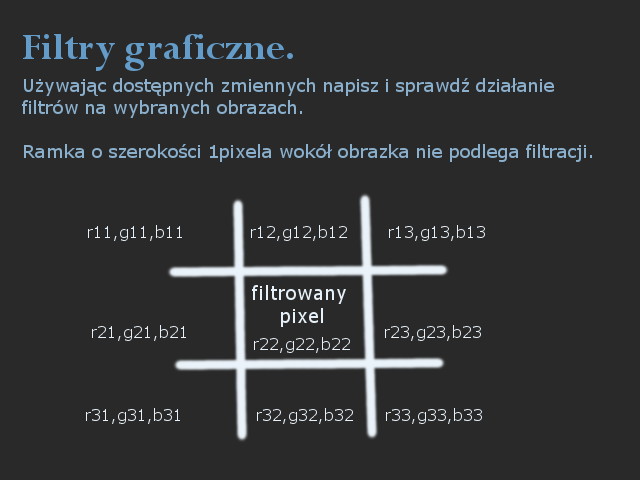 Filtry graficzne.
Używając dostępnych zmiennych napisz i sprawdź działanie
filtrów na wybranych obrazach.
Ramka o szerokości 1pixela wokół obrazka nie podlega filtracji.
r11,g11,b11 r12,g12,b12 r13,g13,b13
filtrowany
pixel
r21,g21,b21 r22,g22,b22 r23,g23,b23
r31,g31,b31 r32,g32,b32 r33,g33,b33